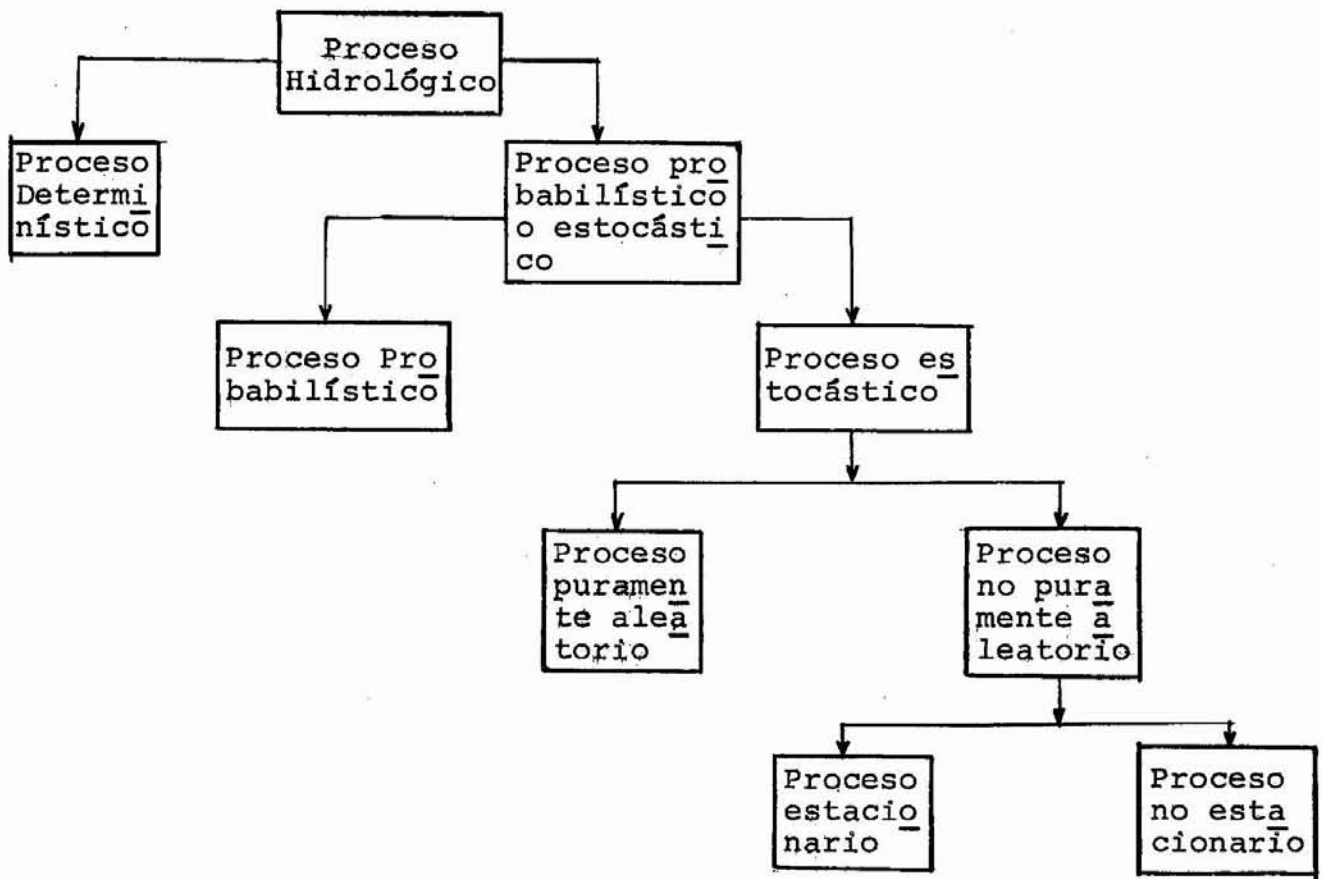 Proceso
Hidrológico
Proceso
Determi
nístico
Proceso pro
babilístico
o estocásti
co
Proceso Pro
babilístico
Proceso es
tocástico
Proceso
puramen
te alea
torio
Proceso
no pura
mente a
leatorio
Proceso
estacio
nario
Proceso
no esta
cionario